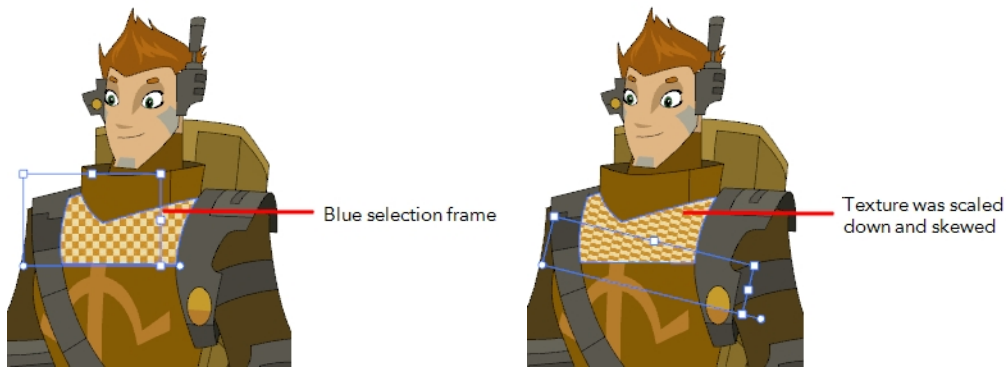 Blue selection frame
Texture was scaled
down and skewed